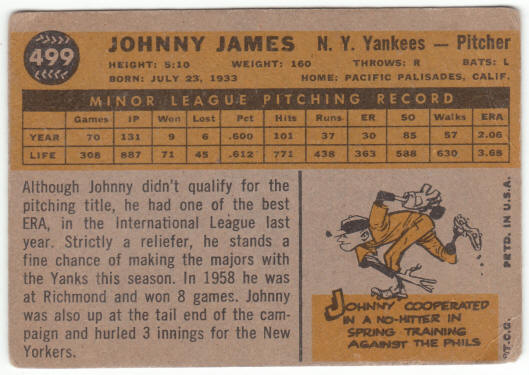 499
JOHNNY JAMES N. Y. Yankees — Pitcher
HEIGHT: 5:10 WEIGHT: 160 THROWS: R BATS: L
BORN: JULY 23, 1933 HOME: PACIFIC PALISADES, CALIF.
MINOR LEAGUE PITCHING RECORD
Games IP Won Lost Pct Hits Runs ER SO Walks ERA
YEAR 70 131 9 6 .600 101 37 30 85 57 2.06
LIFE 308 887 71 45 .612 771 438 363 588 630 3.68
Although Johnny didn't qualify for the
pitching title, he had one of the best
ERA, in the International League last
year. Strictly a reliefer, he stands a
fine chance of making the majors with
the Yanks this season. In 1958 he was
at Richmond and won 8 games. Johnny
was also up at the tail end of the cam-
paign and hurled 3 innings for the New
Yorkers.
JOHNNY COOPERATED
IN A NO-HITTER IN
SPRING TRAINING
AGAINST THE PHILS
©T.C.G. PRTD. IN U.S.A.